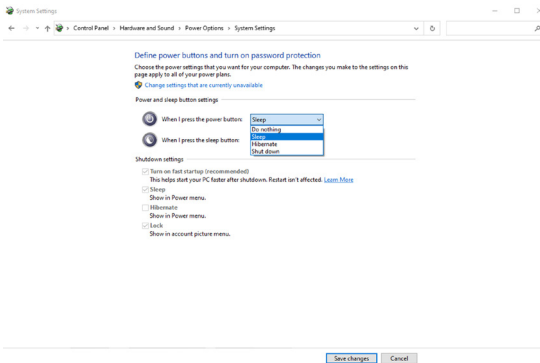 System Settings
Control Panel > Hardware and Sound > Power Options > System Settings
Define power buttons and turn on password protection
Choose the power settings that you want for your computer. The changes you make to the settings on this
page apply to all of your power plans.
Change settings that are currently unavailable
Power and sleep button settings
When I press the power button: Sleep
Do nothing
Sleep
When I press the sleep button:
Hibernate
Shut down
Shutdown settings
Turn on fast startup (recommended)
This helps start your PC faster after shutdown. Restart isn't affected. Learn More
Sleep
Show in Power menu.
Hibernate
Show in Power menu.
Lock
Show in account picture menu.
Save changes Cancel